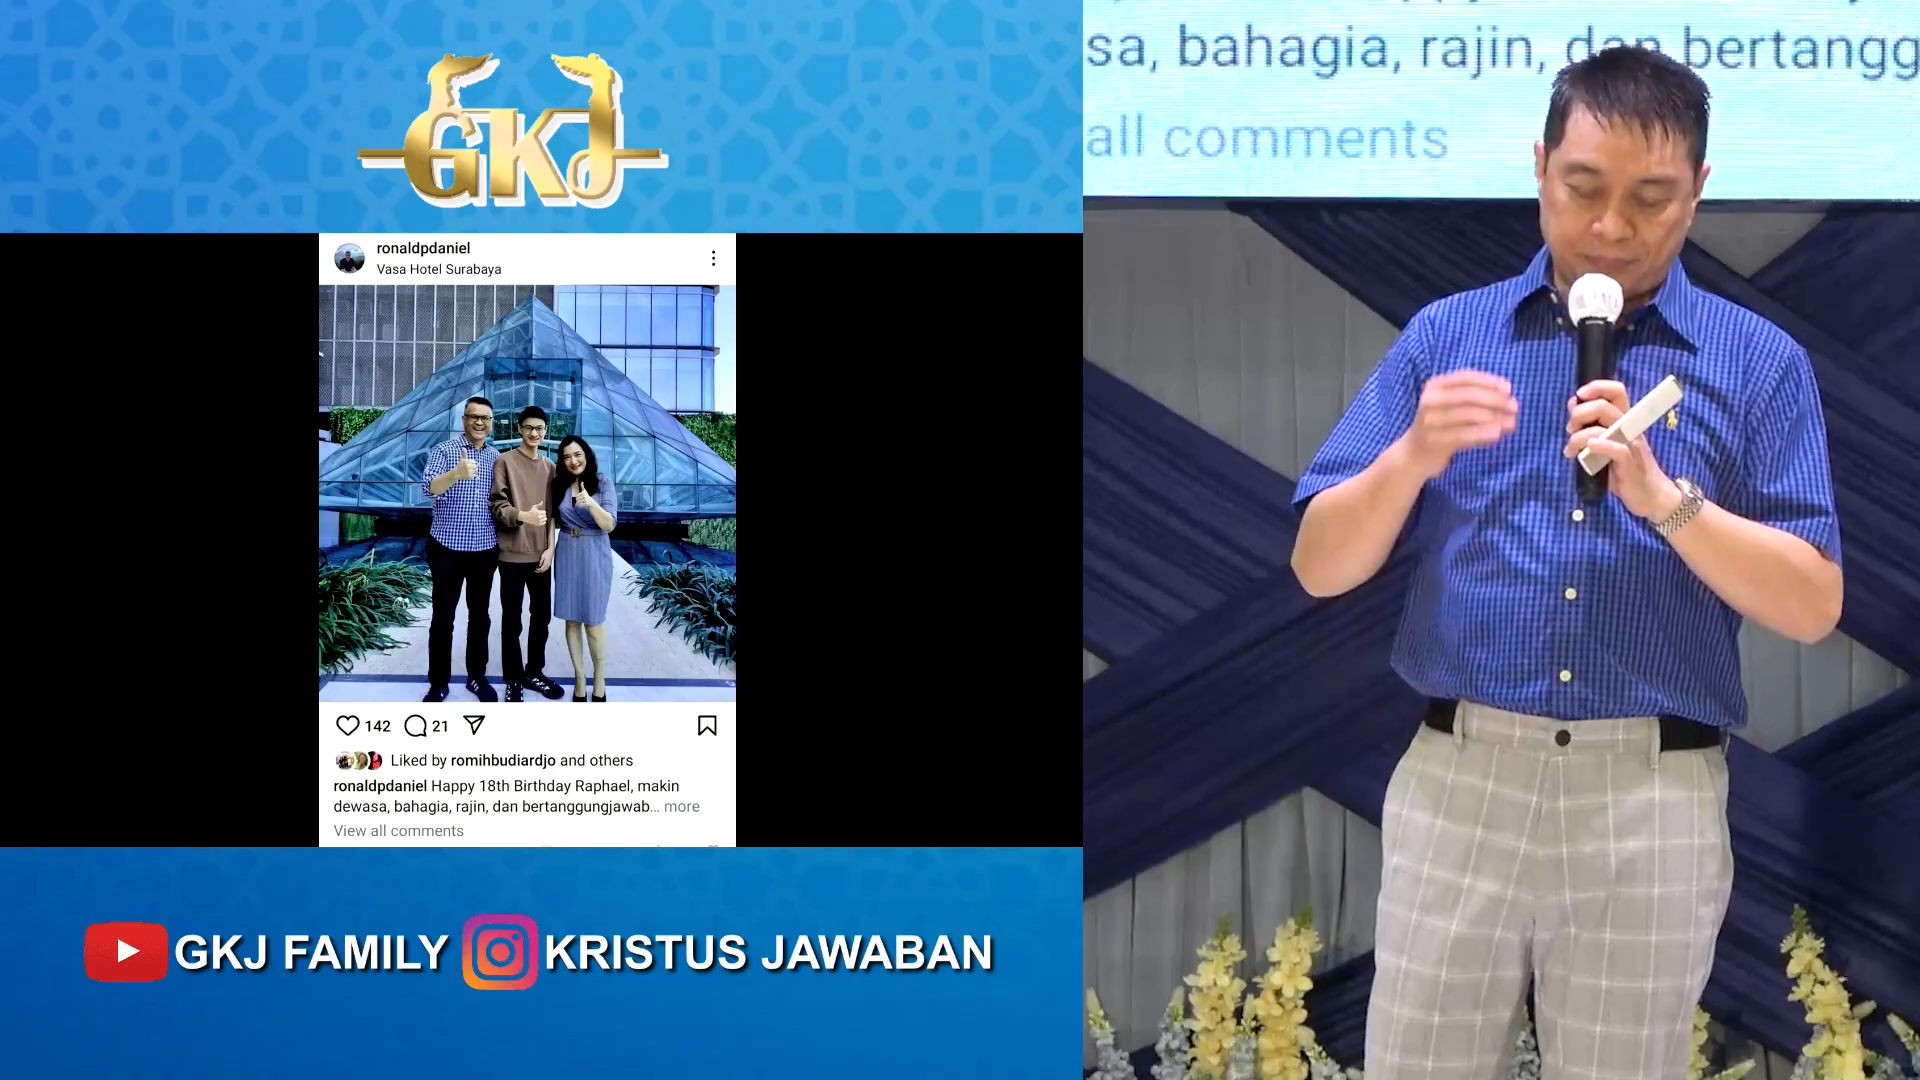 GKJ
ronaldpdaniel
Vasa Hotel Surabaya
142
21
Liked by romihbudiardjo and others
ronaldpdaniel Happy 18th Birthday Raphael, makin
dewasa, bahagia, rajin, dan bertanggungjawab... more
View all comments
GKJ FAMILY
KRISTUS JAWABAN
sa, bahagia, rajin, dan bertangg
all comments